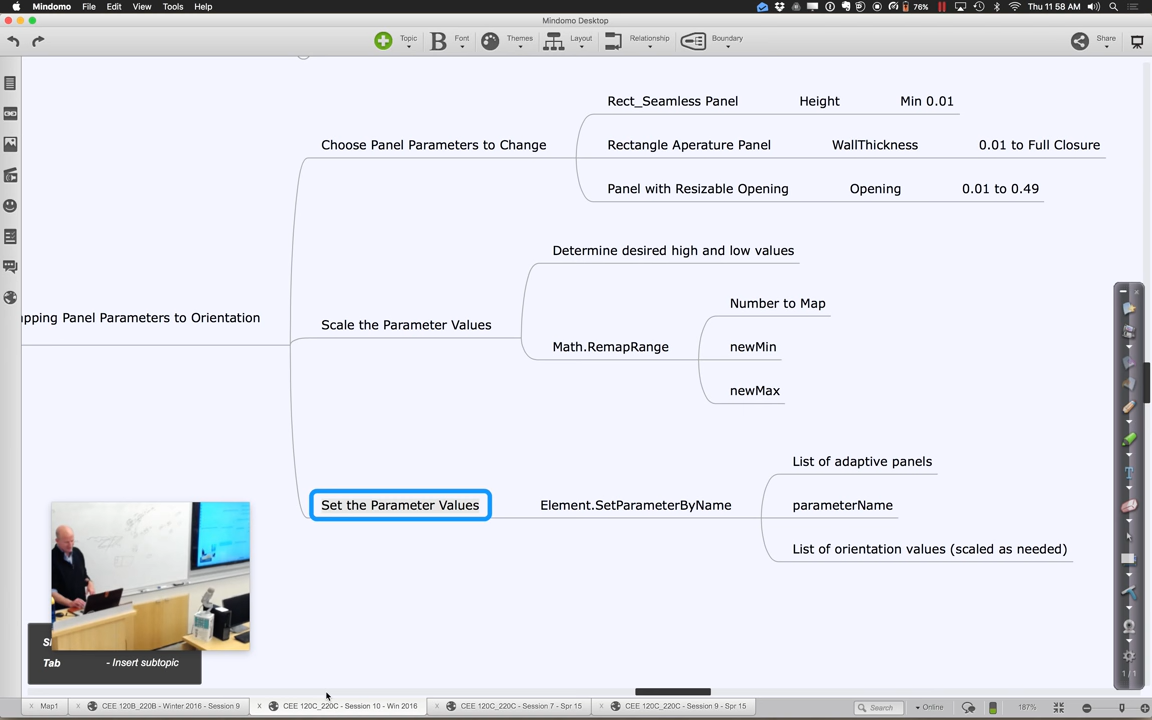 Mindomo File Edit View Tools Help 76% Thu 11 58 AM
Mindomo Desktop
Topic Font Themes Layout Relationship Boundary Share
Rect_Seamless Panel Height Min 0.01
Choose Panel Parameters to Change Rectangle Aperature Panel WallThickness 0.01 to Full Closure
Panel with Resizable Opening Opening 0.01 to 0.49
Determine desired high and low values
Number to Map
pping Panel Parameters to Orientation Scale the Parameter Values
Math.RemapRange newMin
newMax
List of adaptive panels
Set the Parameter Values Element.SetParameterByName parameterName
List of orientation values (scaled as needed)
Tab - Insert subtopic
1/1
x Map1 x CEE 120B_220B - Winter 2016 - Session 9 x CEE 120C_220C - Session 10 - Win 2016 x CEE 120C_220C - Session 7 - Spr 15 x CEE 120C_220C - Session 9 - Spr 15 Search Online 187%